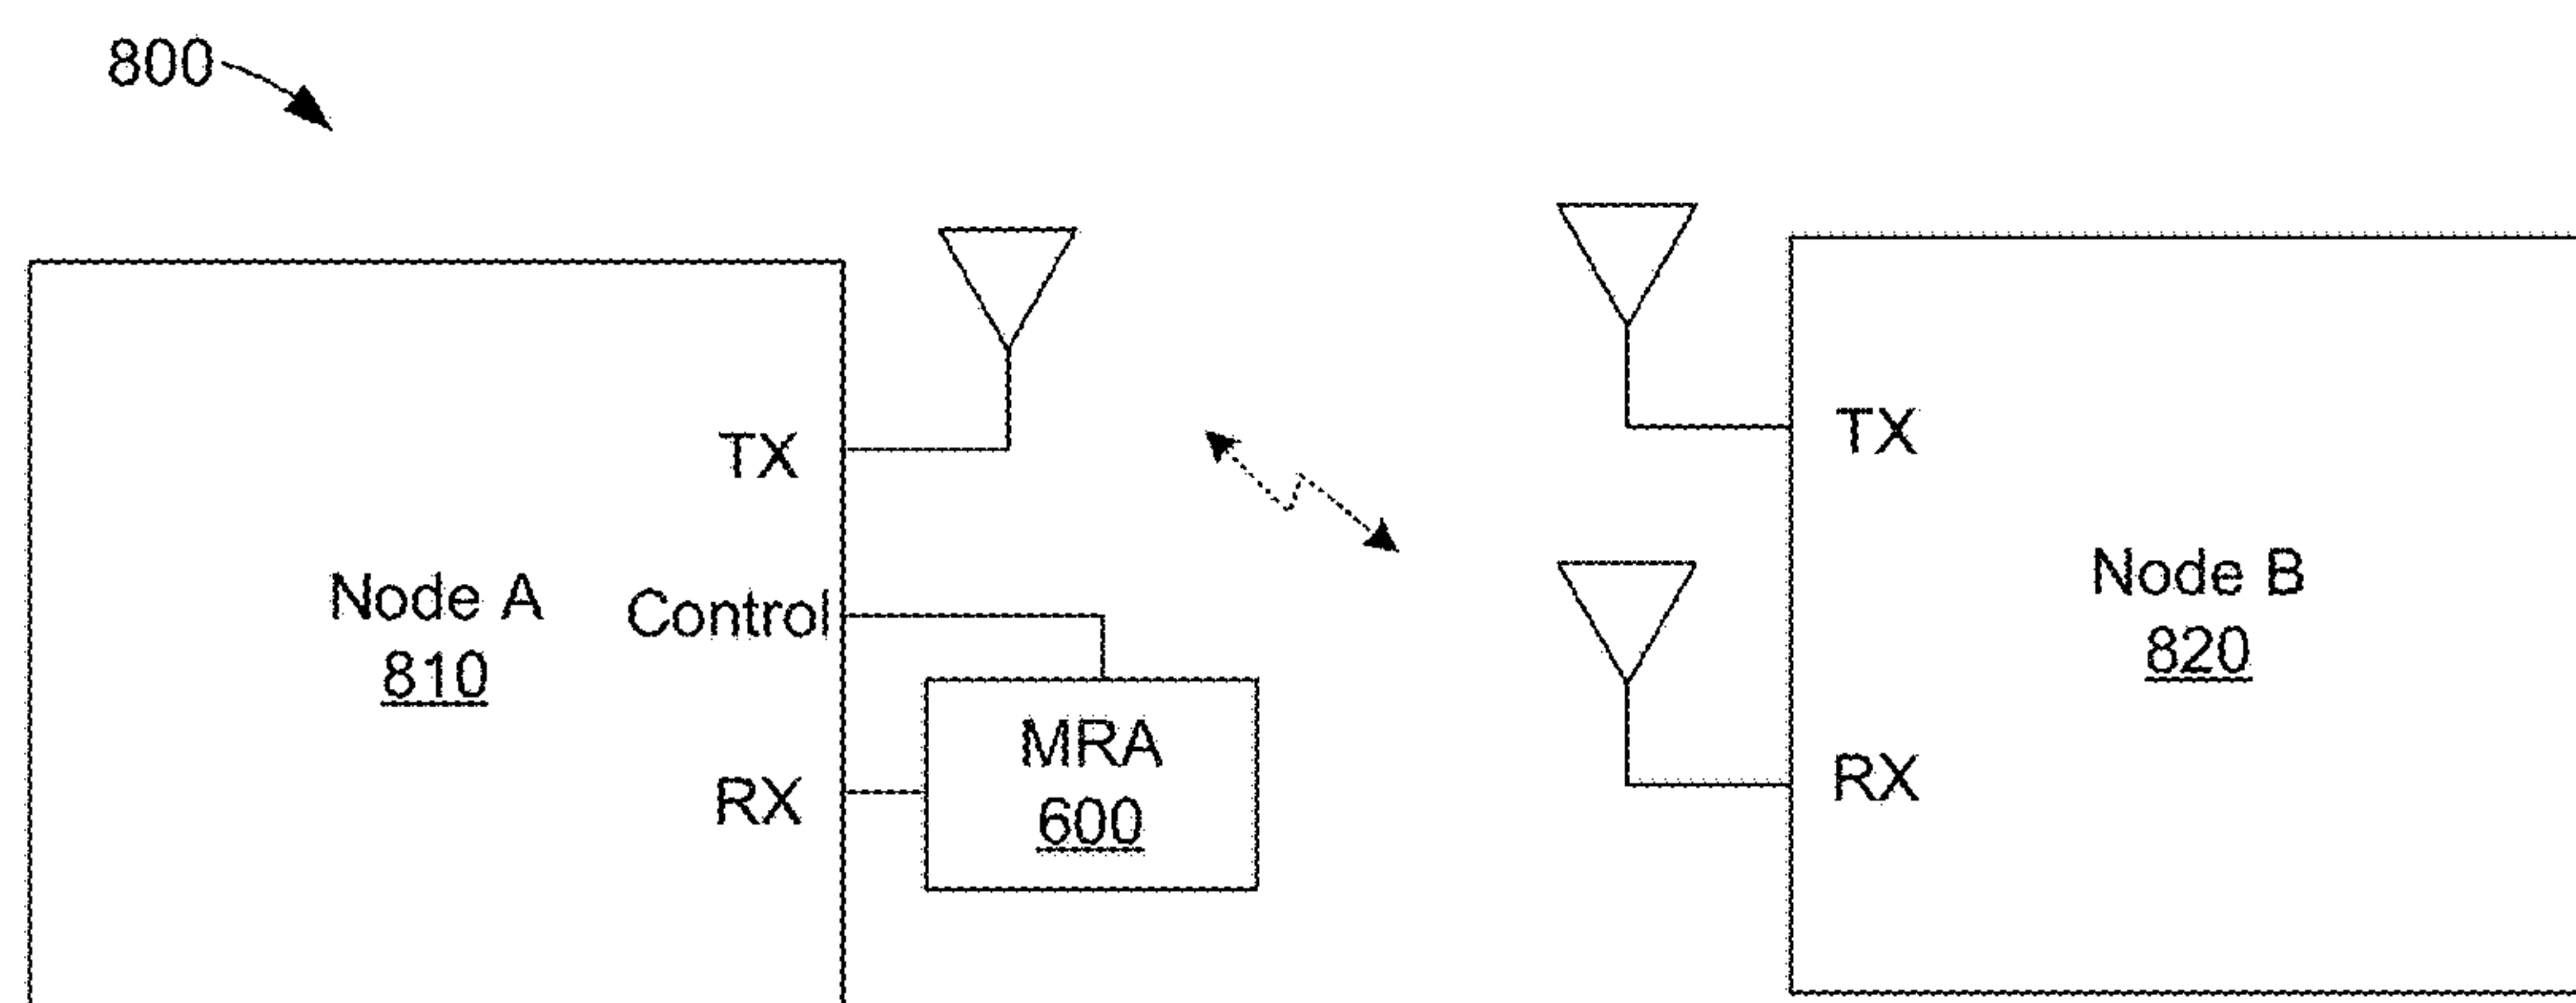 800
TX
Node A
810
Control
RX
MRA
600
TX
Node B
820
RX